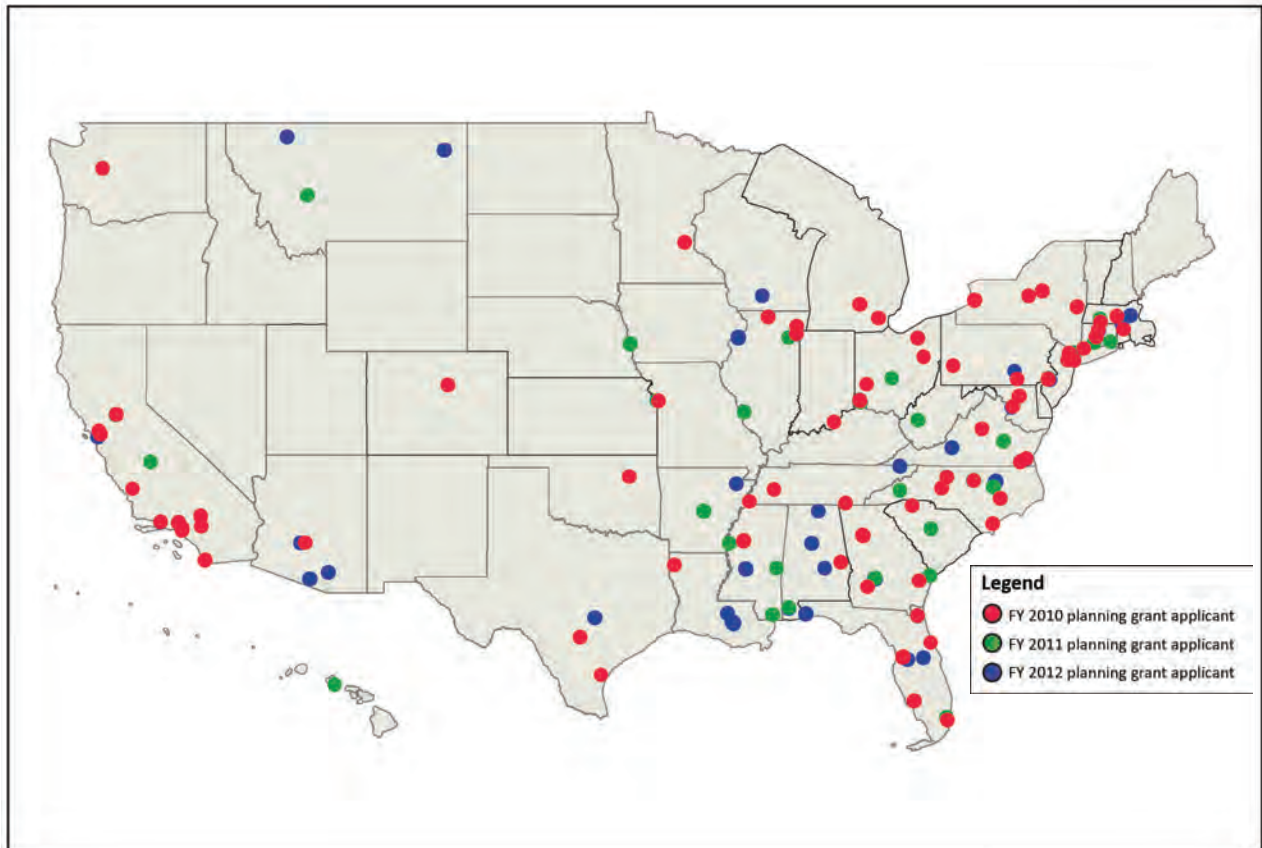 Legend
FY 2010 planning grant applicant
FY 2011 planning grant applicant
FY 2012 planning grant applicant